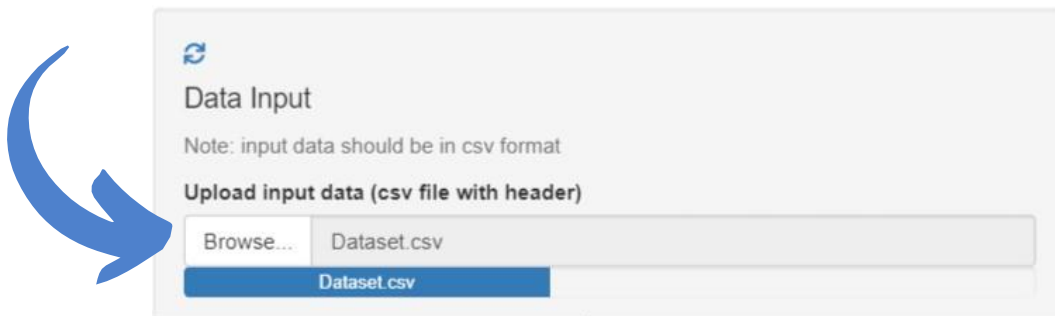 Data Input
Note: input data should be in csv format
Upload input data (csv file with header)
Browse... Dataset.csv
Dataset.csv